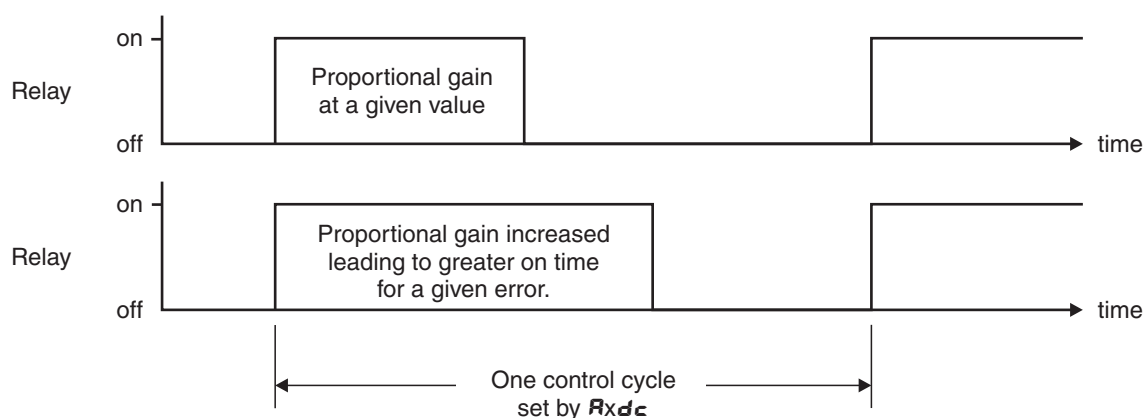 on
Relay
Proportional gain
at a given value
off
time
on
Relay
Proportional gain increased
leading to greater on time
for a given error.
off
time
One control cycle
set by Axdc